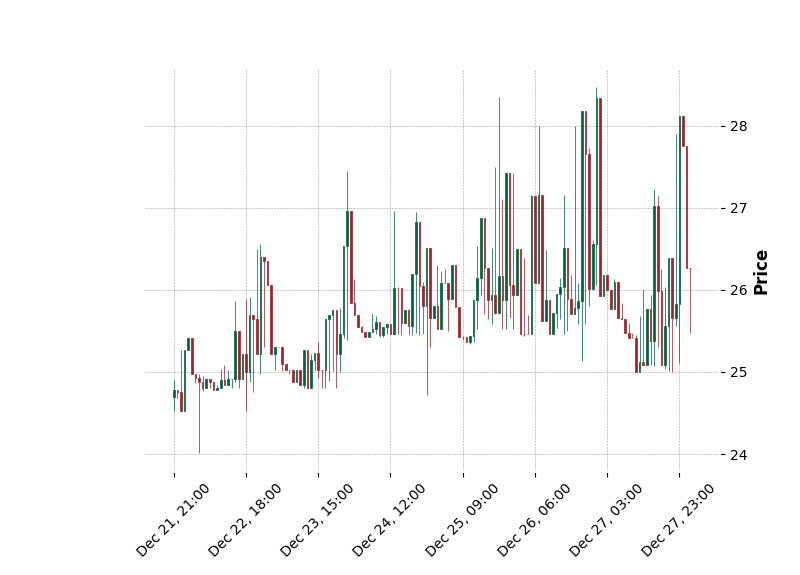 28
27
26
25
24
Price
Dec 21, 21:00
Dec 22, 18:00
Dec 23, 15:00
Dec 24, 12:00
Dec 25, 09:00
Dec 26, 06:00
Dec 27, 03:00
Dec 27, 23:00